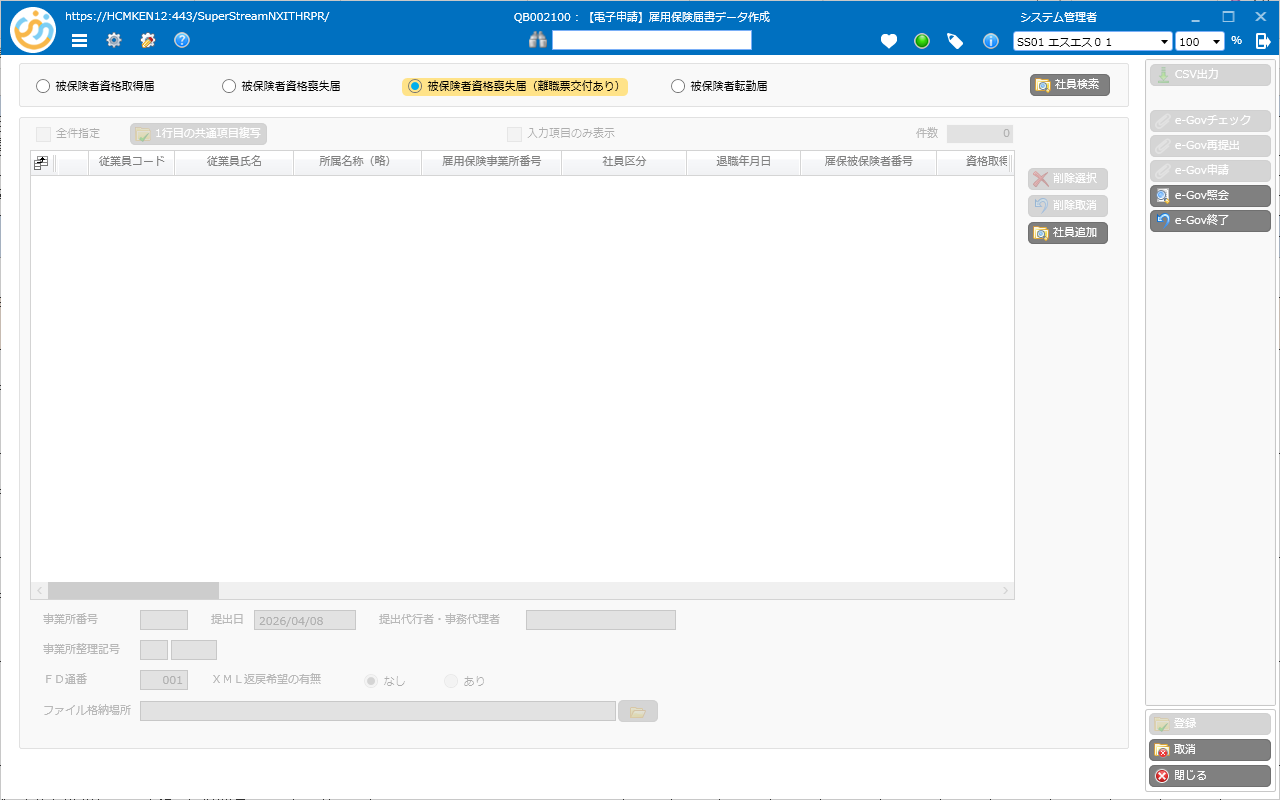 https://HCMKEN12:443/SuperStreamNXITHRPR/
QB002100：【電子申請】雇用保険届書データ作成
システム管理者
SS01 エスエス０１
100
%
被保険者資格取得届
被保険者資格喪失届
被保険者資格喪失届（離職票交付あり）
被保険者転勤届
社員検索
全件指定
1行目の共通項目複写
入力項目のみ表示
件数
0
従業員コード
従業員氏名
所属名称（略）
雇用保険事業所番号
社員区分
退職年月日
雇保被保険者番号
資格取得
削除選択
削除取消
社員追加
事業所番号
提出日
2026/04/08
提出代行者・事務代理者
事業所整理記号
ＦＤ通番
001
ＸＭＬ返戻希望の有無
なし
あり
ファイル格納場所
CSV出力
e-Govチェック
e-Gov再提出
e-Gov申請
e-Gov照会
e-Gov終了
登録
取消
閉じる